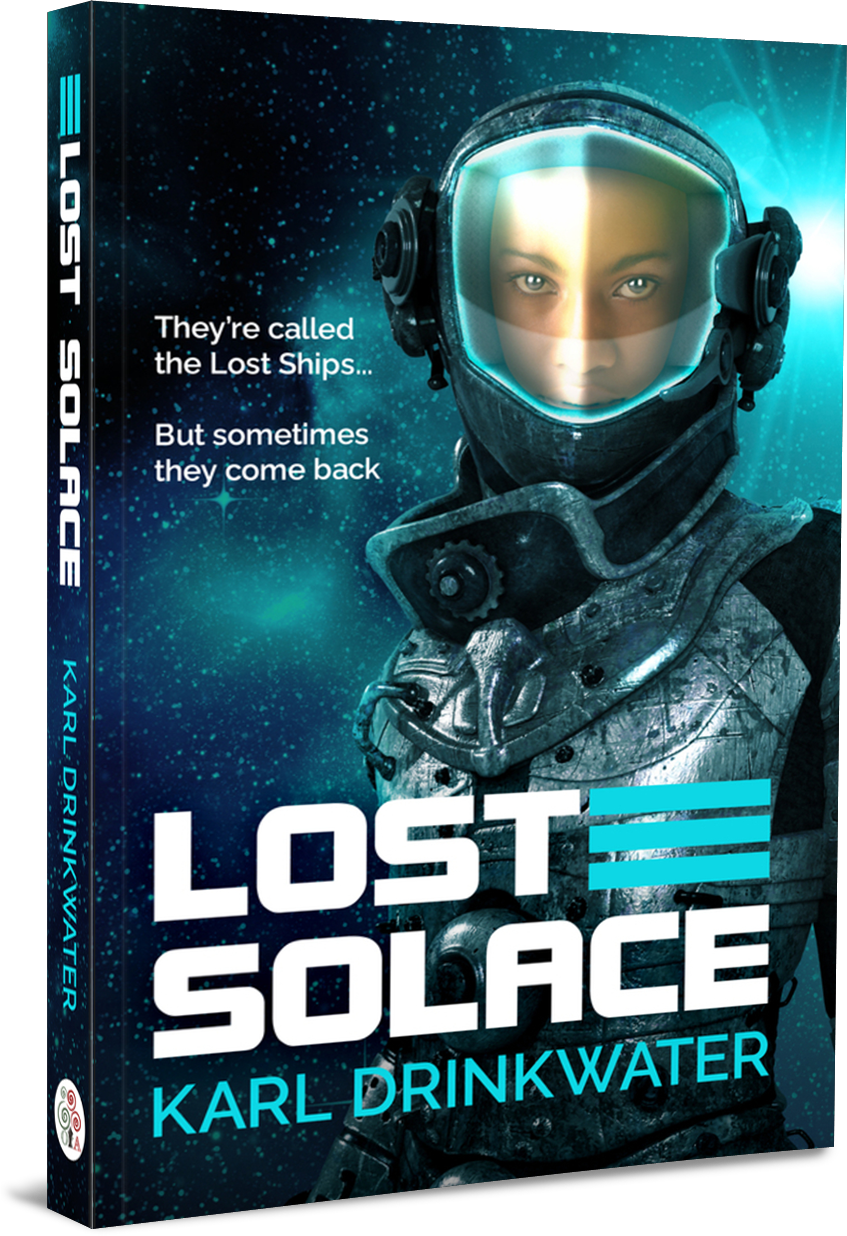 LOST SOLACE
KARL DRINKWATER
They're called
the Lost Ships...
But sometimes
they come back
LOST
SOLACE
KARL DRINKWATER